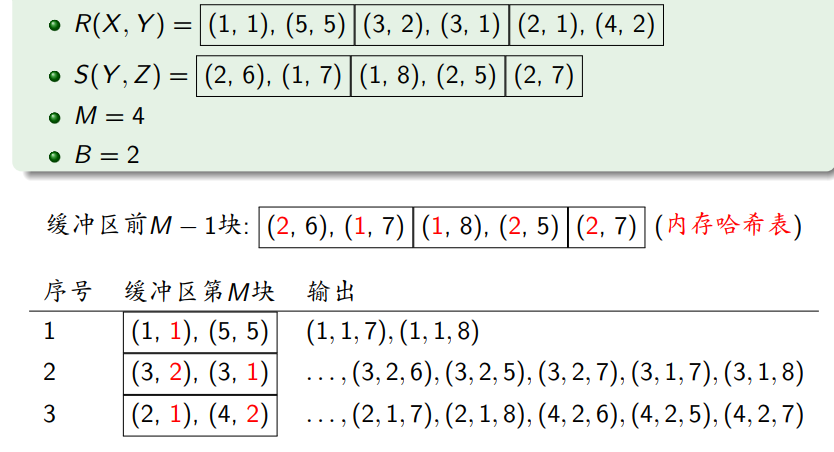 R(X, Y) = (1, 1), (5, 5) (3, 2), (3, 1) (2, 1), (4, 2)
S(Y, Z) = (2, 6), (1, 7) (1, 8), (2, 5) (2, 7)
M = 4
B = 2
缓冲区前M − 1块: (2, 6), (1, 7) (1, 8), (2, 5) (2, 7) (内存哈希表)
序号 缓冲区第M块 输出
1 (1, 1), (5, 5) (1, 1, 7), (1, 1, 8)
2 (3, 2), (3, 1) . . . , (3, 2, 6), (3, 2, 5), (3, 2, 7), (3, 1, 7), (3, 1, 8)
3 (2, 1), (4, 2) . . . , (2, 1, 7), (2, 1, 8), (4, 2, 6), (4, 2, 5), (4, 2, 7)